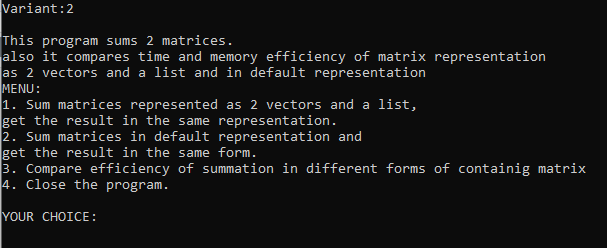 Variant:2
This program sums 2 matrices.
also it compares time and memory efficiency of matrix representation
as 2 vectors and a list and in default representation
MENU:
1. Sum matrices represented as 2 vectors and a list,
get the result in the same representation.
2. Sum matrices in default representation and
get the result in the same form.
3. Compare efficiency of summation in different forms of containig matrix
4. Close the program.
YOUR CHOICE: